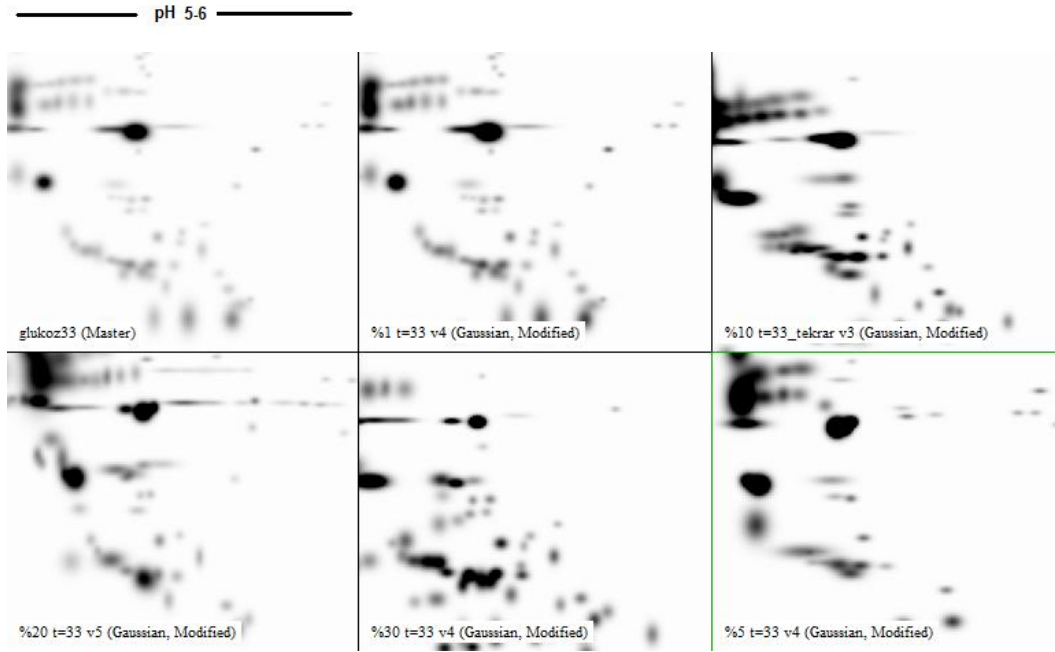 pH 5-6
glukoz33 (Master)
%1 t=33 v4 (Gaussian, Modified)
%10 t=33_tekrar v3 (Gaussian, Modified)
%20 t=33 v5 (Gaussian, Modified)
%30 t=33 v4 (Gaussian, Modified)
%5 t=33 v4 (Gaussian, Modified)